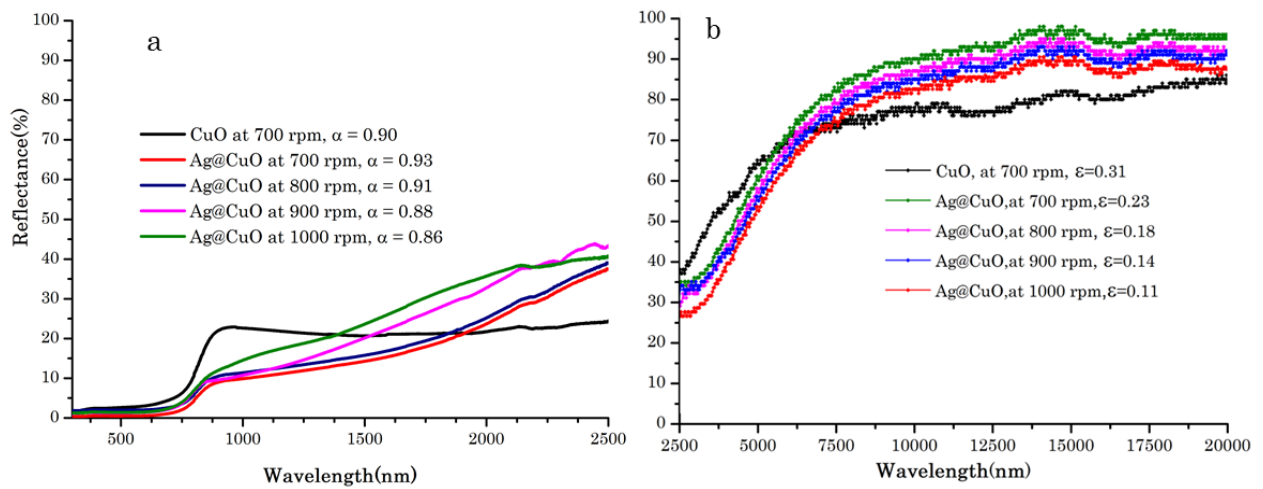 a
100
90
80
70
60
50
40
30
20
10
0
Reflectance(%)
CuO at 700 rpm, α = 0.90
Ag@CuO at 700 rpm, α = 0.93
Ag@CuO at 800 rpm, α = 0.91
Ag@CuO at 900 rpm, α = 0.88
Ag@CuO at 1000 rpm, α = 0.86
500 1000 1500 2000 2500
Wavelength(nm)
b
100
90
80
70
60
50
40
30
20
10
0
CuO, at 700 rpm, ε=0.31
Ag@CuO,at 700 rpm,ε=0.23
Ag@CuO,at 800 rpm, ε=0.18
Ag@CuO,at 900 rpm, ε=0.14
Ag@CuO,at 1000 rpm,ε=0.11
2500 5000 7500 10000 12500 15000 17500 20000
Wavelength(nm)